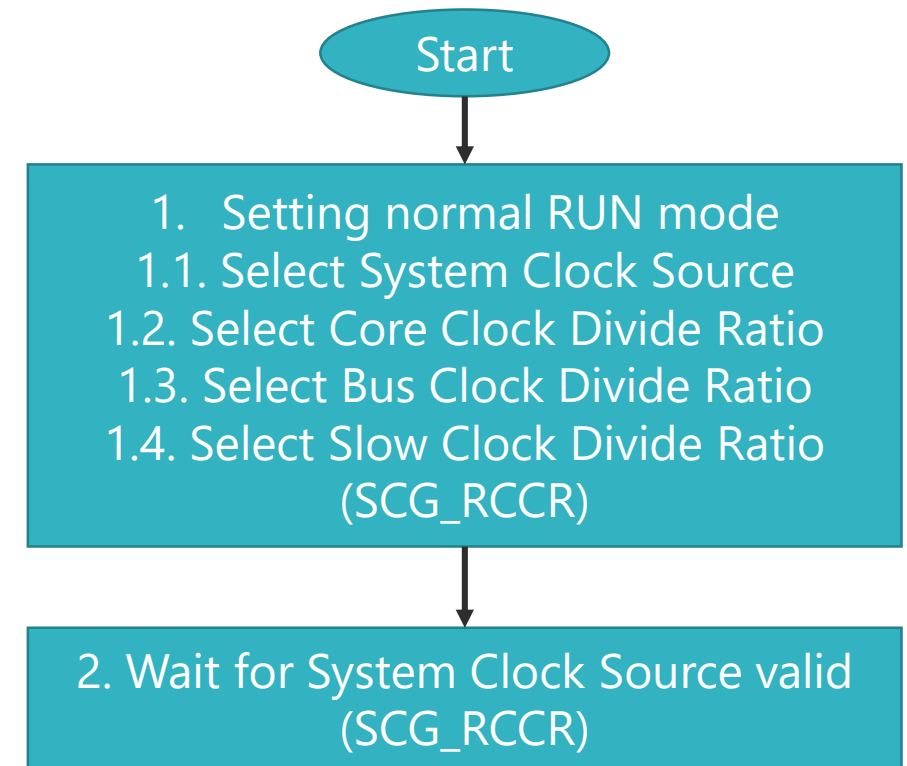 Start
1. Setting normal RUN mode
1.1. Select System Clock Source
1.2. Select Core Clock Divide Ratio
1.3. Select Bus Clock Divide Ratio
1.4. Select Slow Clock Divide Ratio
(SCG_RCCR)
2. Wait for System Clock Source valid
(SCG_RCCR)